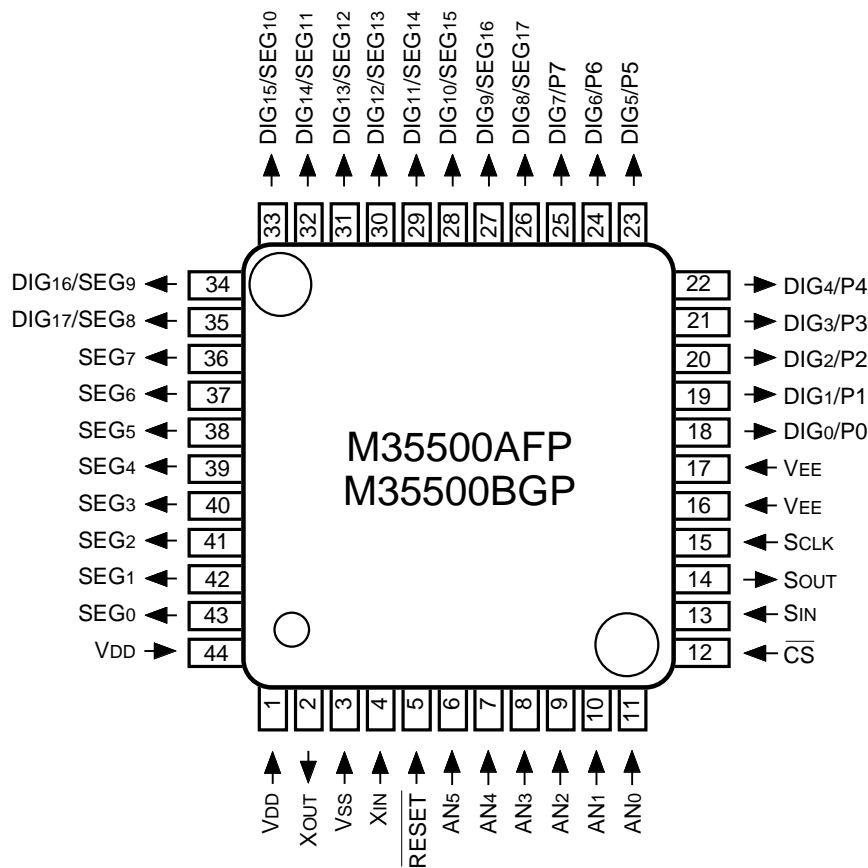 DIG15/SEG10
DIG14/SEG11
DIG13/SEG12
DIG12/SEG13
DIG11/SEG14
DIG10/SEG15
DIG9/SEG16
DIG8/SEG17
DIG7/P7
DIG6/P6
DIG5/P5
33
32
31
30
29
28
27
26
25
24
23
DIG16/SEG9 34
DIG17/SEG8 35
SEG7 36
SEG6 37
SEG5 38
SEG4 39
SEG3 40
SEG2 41
SEG1 42
SEG0 43
VDD 44
M35500AFP
M35500BGP
22 DIG4/P4
21 DIG3/P3
20 DIG2/P2
19 DIG1/P1
18 DIG0/P0
17 VEE
16 VEE
15 SCLK
14 SOUT
13 SIN
12 CS
1
2
3
4
5
6
7
8
9
10
11
VDD
XOUT
VSS
XIN
RESET
AN5
AN4
AN3
AN2
AN1
AN0